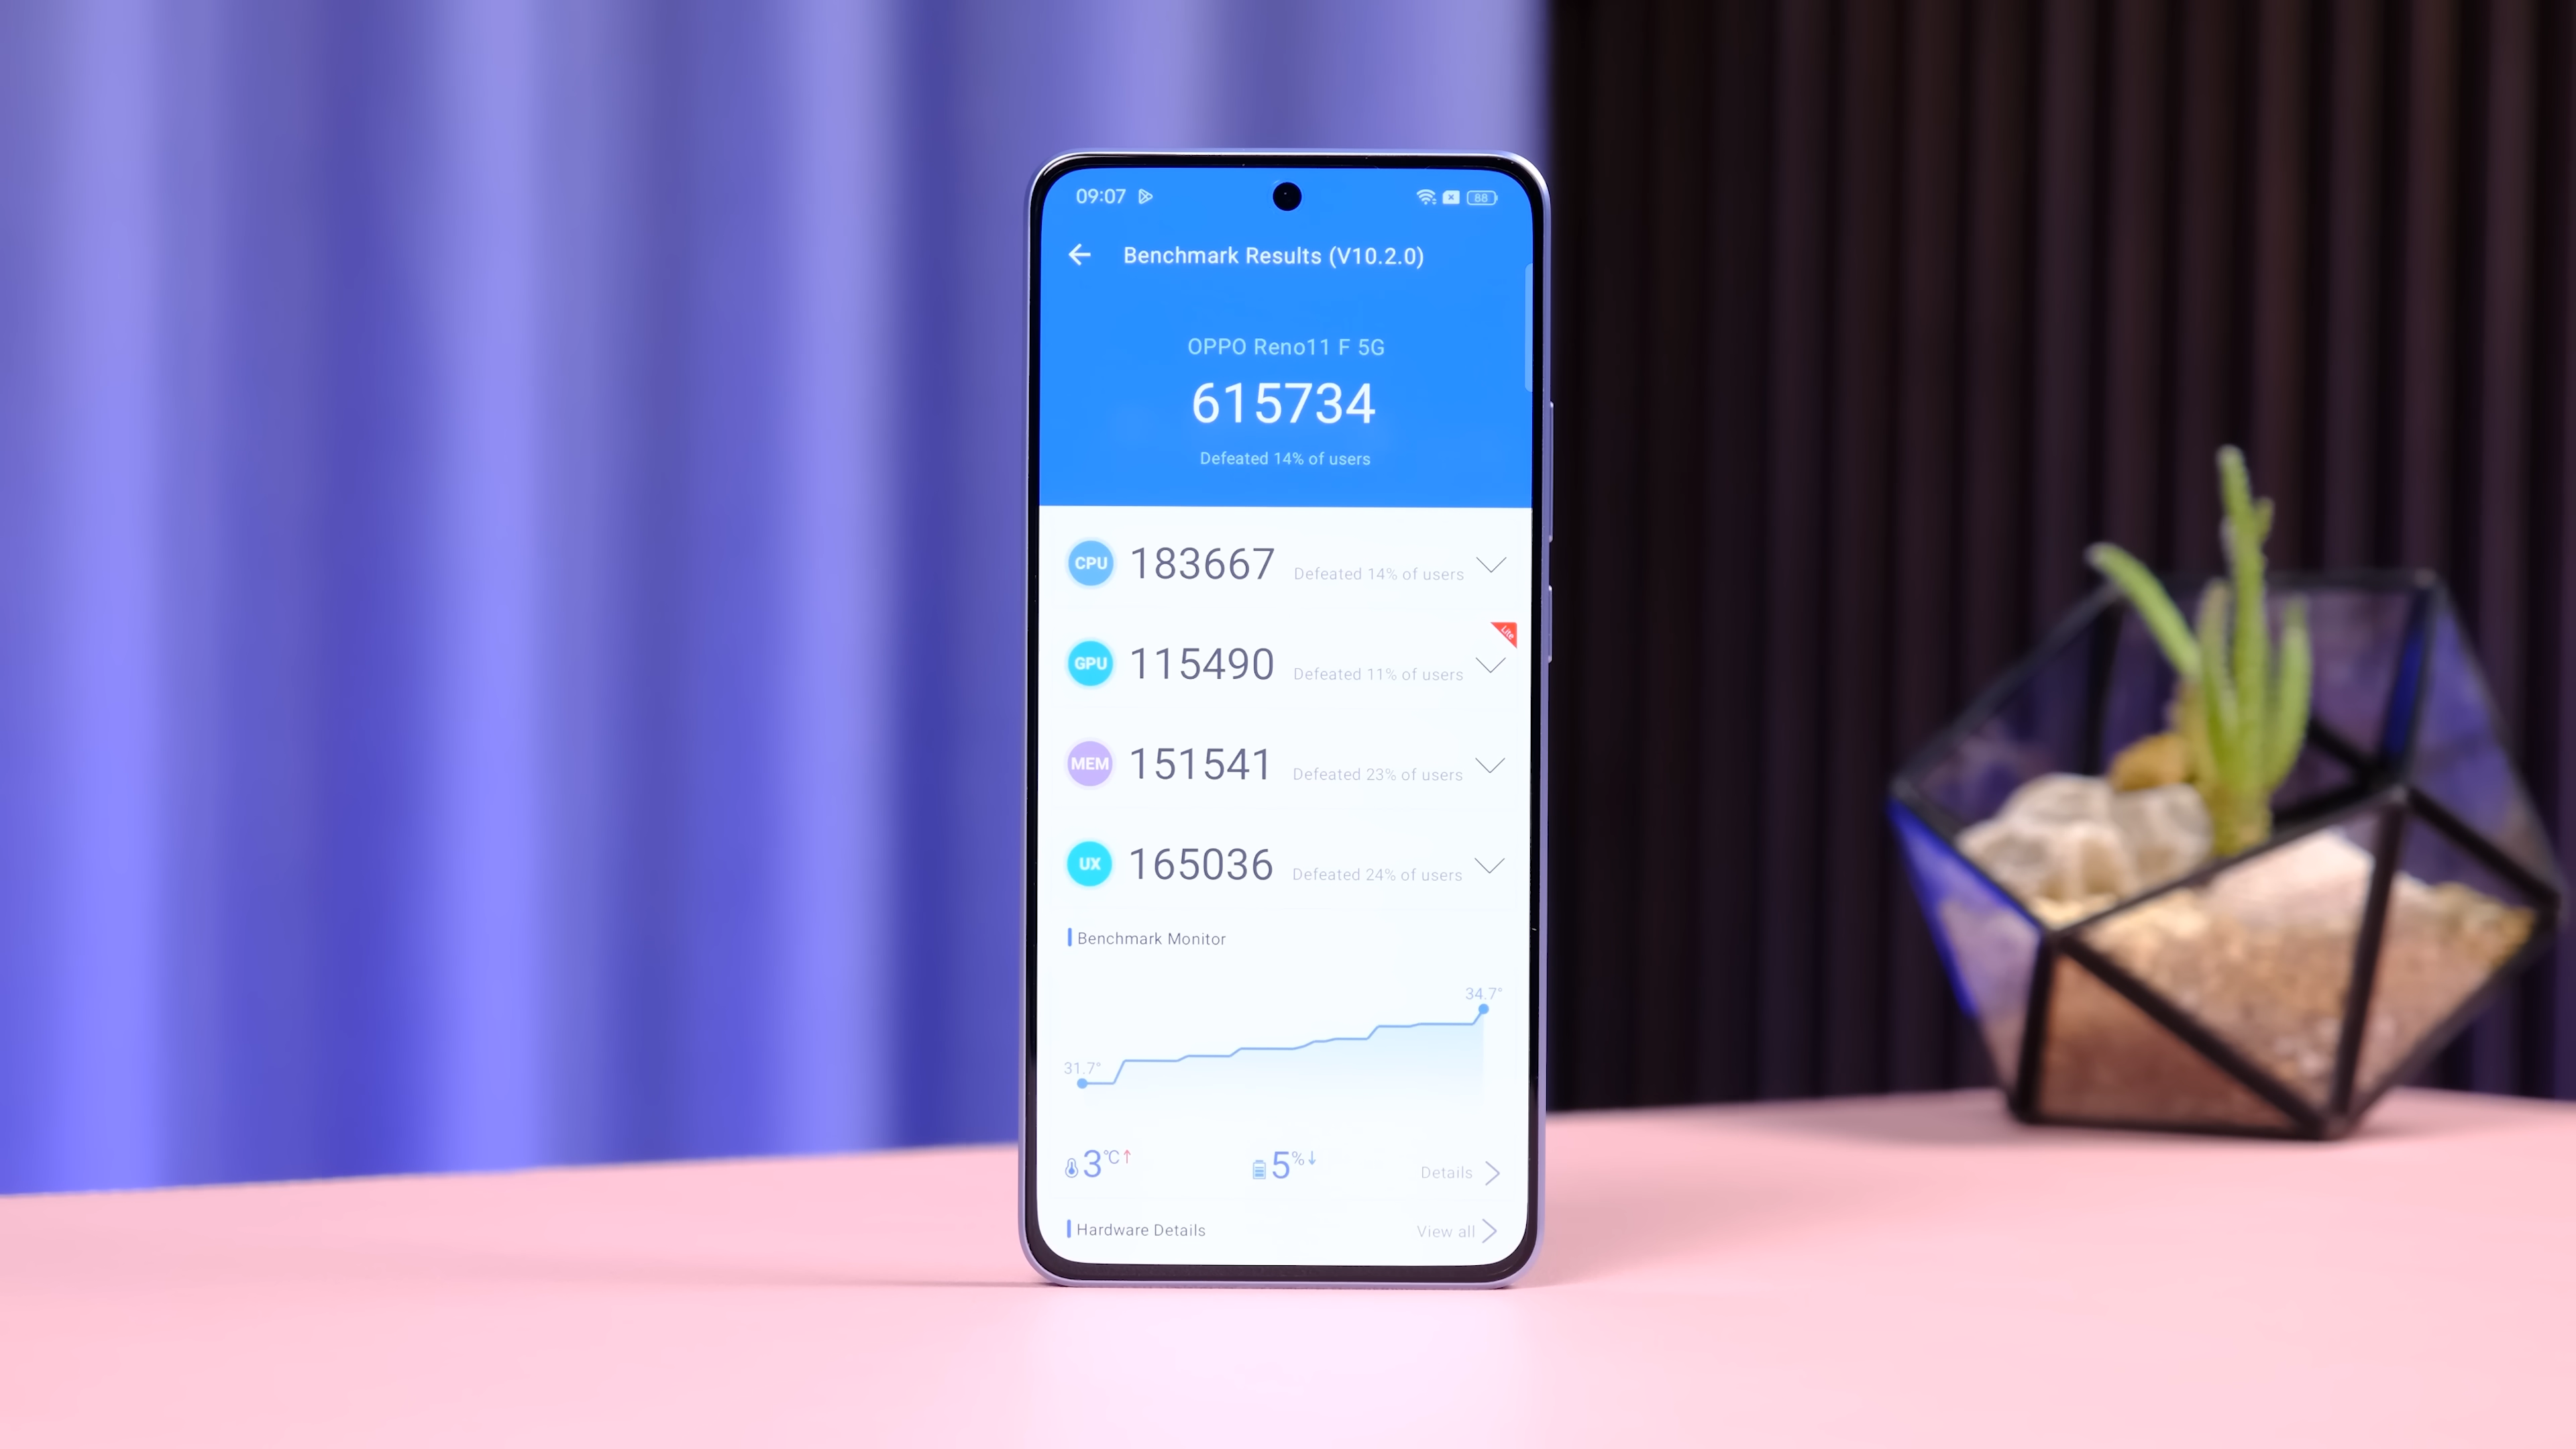 09:07 88
Benchmark Results (V10.2.0)
OPPO Reno11 F 5G
615734
Defeated 14% of users
CPU 183667 Defeated 14% of users
Lite
GPU 115490 Defeated 11% of users
MEM 151541 Defeated 23% of users
UX 165036 Defeated 24% of users
Benchmark Monitor
34.7°
31.7°
3°C↑ 5%↓ Details
Hardware Details View all